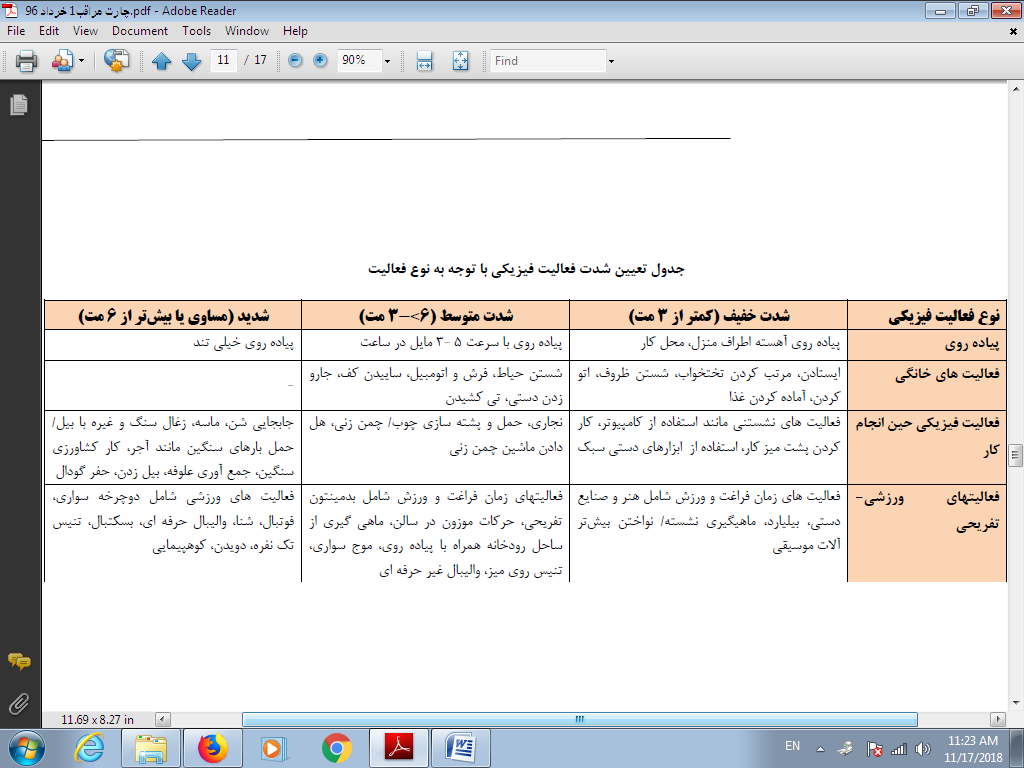 چارت مراقب1 خرداد 96.pdf - Adobe Reader
File Edit View Document Tools Window Help
11 / 17 90% Find
جدول تعیین شدت فعالیت فیزیکی با توجه به نوع فعالیت
نوع فعالیت فیزیکی
شدت خفیف (کمتر از ۳ مت)
شدت متوسط (۶>-۳ مت)
شدید (مساوی یا بیش‌تر از ۶ مت)
پیاده روی
پیاده روی آهسته اطراف منزل، محل کار
پیاده روی با سرعت ۵ -۳ مایل در ساعت
پیاده روی خیلی تند
فعالیت های خانگی
ایستادن، مرتب کردن تختخواب، شستن ظروف، اتو
کردن، آماده کردن غذا
شستن حیاط، فرش و اتومبیل، ساییدن کف، جارو
زدن دستی، تی کشیدن
_
فعالیت فیزیکی حین انجام
کار
فعالیت های نشستنی مانند استفاده از کامپیوتر، کار
کردن پشت میز کار، استفاده از ابزارهای دستی سبک
نجاری، حمل و پشته سازی چوب/ چمن زنی، هل
دادن ماشین چمن زنی
جابجایی شن، ماسه، زغال سنگ و غیره با بیل/
حمل بارهای سنگین مانند آجر، کار کشاورزی
سنگین، جمع آوری علوفه، بیل زدن، حفر گودال
فعالیتهای ورزشی-
تفریحی
فعالیت های زمان فراغت و ورزش شامل هنر و صنایع
دستی، بیلیارد، ماهیگیری نشسته/ نواختن بیش‌تر
آلات موسیقی
فعالیتهای زمان فراغت و ورزش شامل بدمینتون
تفریحی، حرکات موزون در سالن، ماهی گیری از
ساحل رودخانه همراه با پیاده روی، موج سواری،
تنیس روی میز، والیبال غیر حرفه ای
فعالیت های ورزشی شامل دوچرخه سواری،
فوتبال، شنا، والیبال حرفه ای، بسکتبال، تنیس
تک نفره، دویدن، کوهپیمایی
11.69 x 8.27 in
EN
11:23 AM
11/17/2018